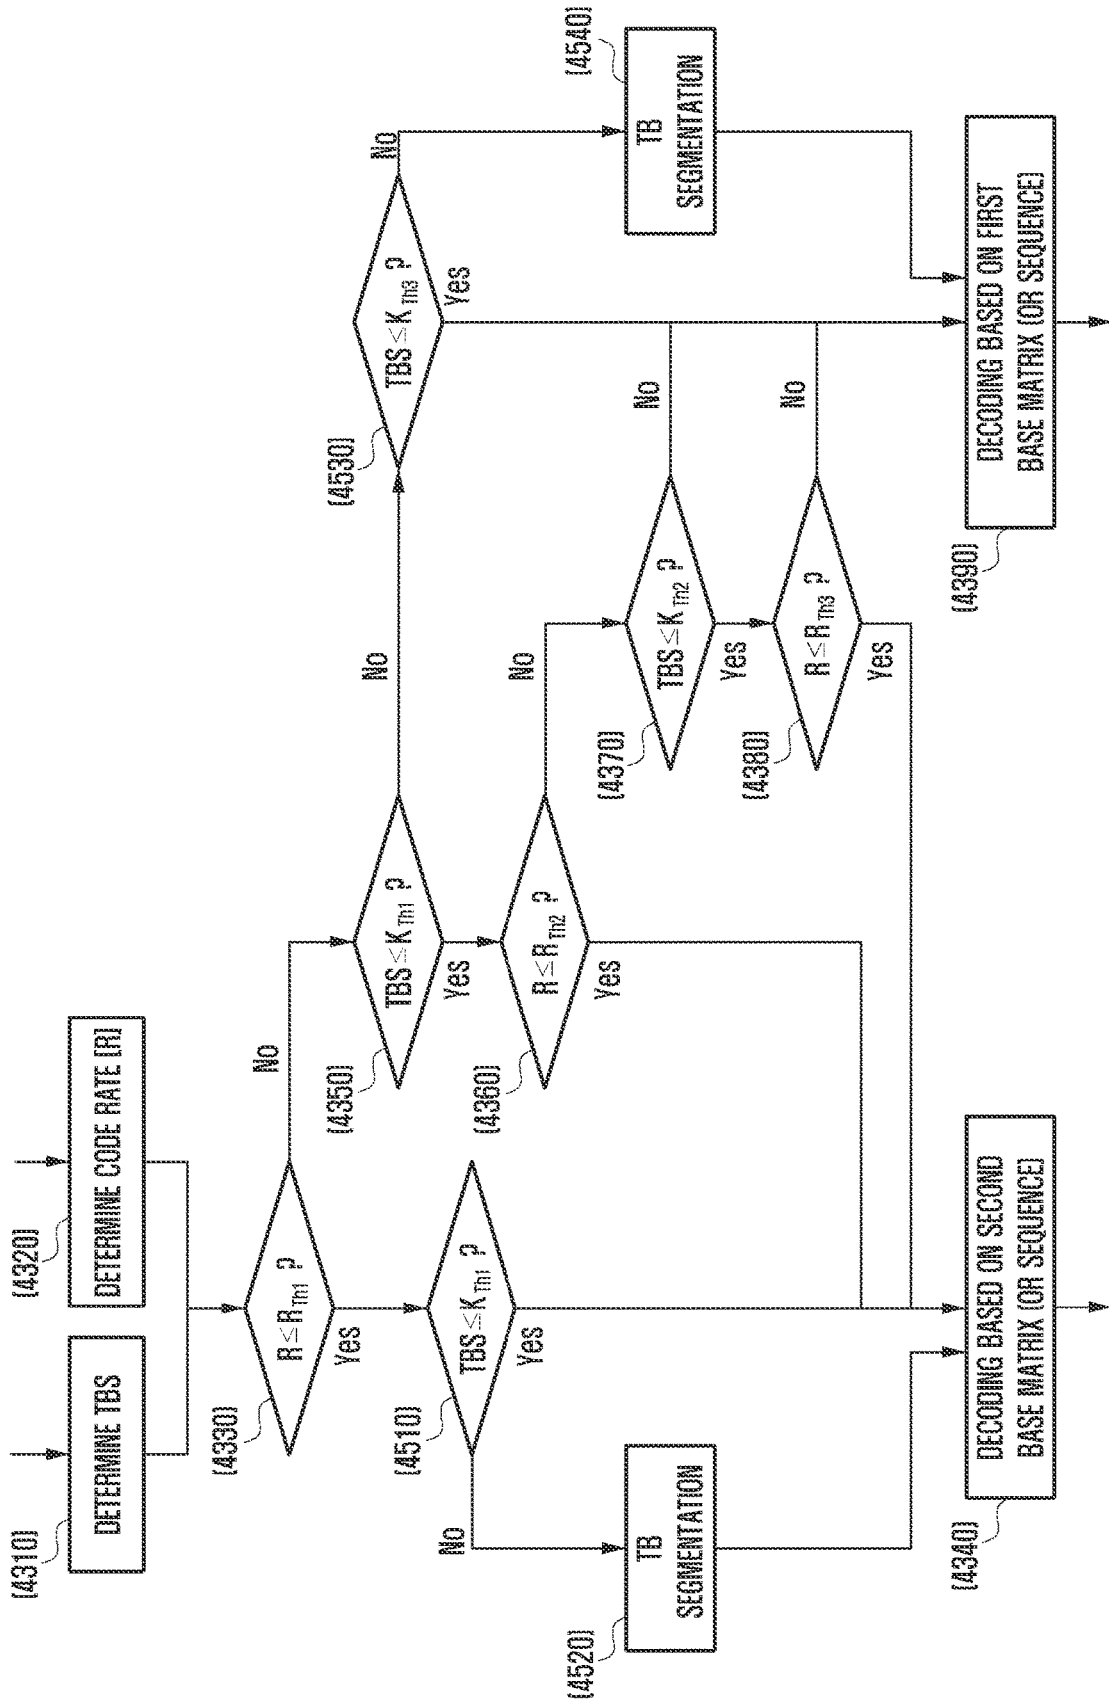 (4310)
DETERMINE TBS
(4320)
DETERMINE CODE RATE (R)
(4330)
R ≤ R_Th1 ?
No
Yes
(4510)
TBS ≤ K_Th1 ?
No
Yes
(4520)
TB
SEGMENTATION
(4340)
DECODING BASED ON SECOND
BASE MATRIX (OR SEQUENCE)
(4350)
TBS ≤ K_Th1 ?
No
Yes
(4360)
R ≤ R_Th2 ?
No
Yes
(4370)
TBS ≤ K_Th2 ?
No
Yes
(4380)
R ≤ R_Th3 ?
No
Yes
(4530)
TBS ≤ K_Th3 ?
No
Yes
(4540)
TB
SEGMENTATION
(4390)
DECODING BASED ON FIRST
BASE MATRIX (OR SEQUENCE)